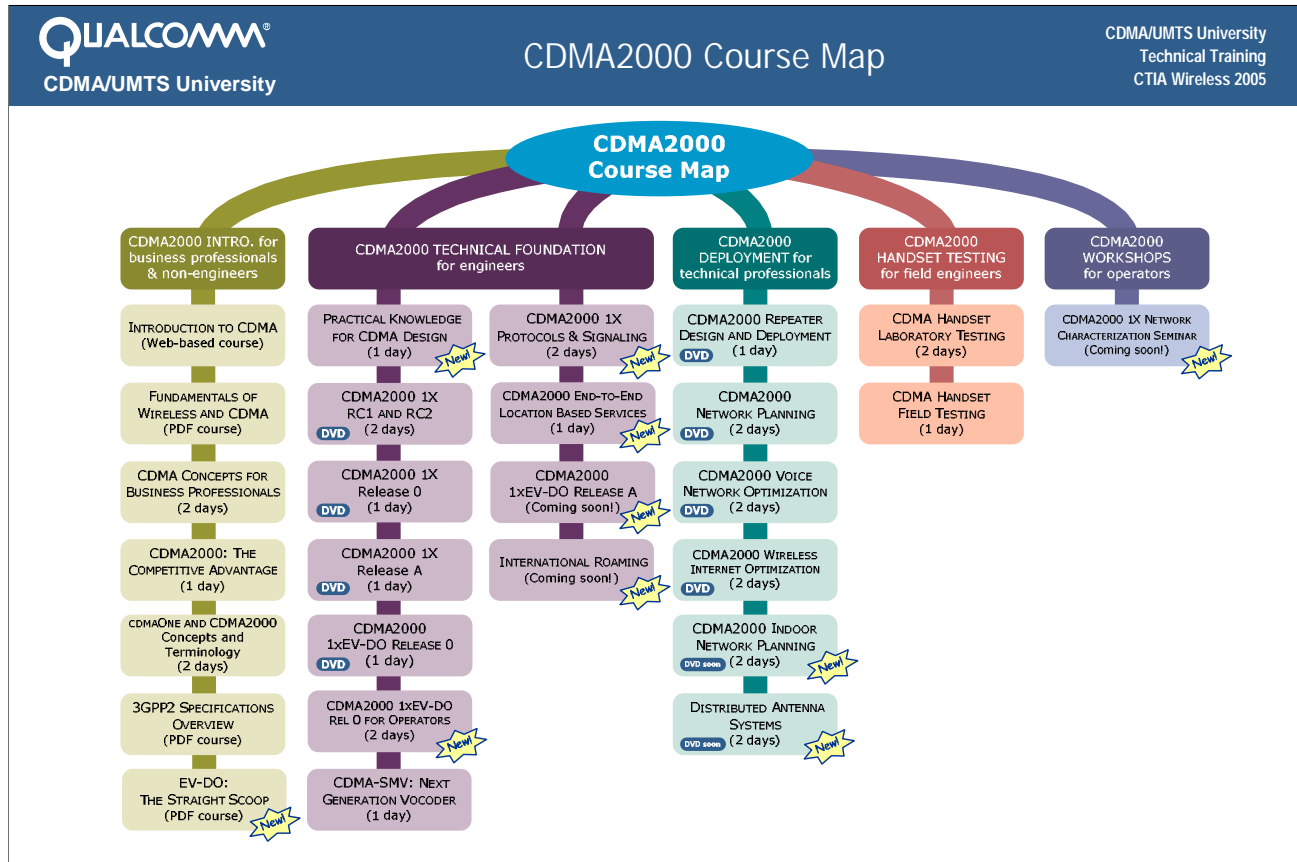 QUALCOMM®
CDMA/UMTS University
CDMA2000 Course Map
CDMA/UMTS University
Technical Training
CTIA Wireless 2005
CDMA2000
Course Map
CDMA2000 INTRO. for
business professionals
& non-engineers
INTRODUCTION TO CDMA
(Web-based course)
FUNDAMENTALS OF
WIRELESS AND CDMA
(PDF course)
CDMA CONCEPTS FOR
BUSINESS PROFESSIONALS
(2 days)
CDMA2000: THE
COMPETITIVE ADVANTAGE
(1 day)
CDMAONE AND CDMA2000
Concepts and
Terminology
(2 days)
3GPP2 SPECIFICATIONS
OVERVIEW
(PDF course)
EV-DO:
THE STRAIGHT SCOOP
(PDF course)
New!
CDMA2000 TECHNICAL FOUNDATION
for engineers
PRACTICAL KNOWLEDGE
FOR CDMA DESIGN
(1 day)
New!
CDMA2000 1X
RC1 AND RC2
DVD (2 days)
CDMA2000 1X
Release 0
DVD (1 day)
CDMA2000 1X
Release A
DVD (1 day)
CDMA2000
1xEV-DO RELEASE 0
DVD (1 day)
CDMA2000 1xEV-DO
REL 0 FOR OPERATORS
(2 days)
New!
CDMA-SMV: NEXT
GENERATION VOCODER
(1 day)
CDMA2000 1X
PROTOCOLS & SIGNALING
(2 days)
New!
CDMA2000 END-TO-END
LOCATION BASED SERVICES
(1 day)
New!
CDMA2000
1xEV-DO RELEASE A
(Coming soon!)
New!
INTERNATIONAL ROAMING
(Coming soon!)
New!
CDMA2000
DEPLOYMENT for
technical professionals
CDMA2000 REPEATER
DESIGN AND DEPLOYMENT
DVD (1 day)
CDMA2000
NETWORK PLANNING
DVD (2 days)
CDMA2000 VOICE
NETWORK OPTIMIZATION
DVD (2 days)
CDMA2000 WIRELESS
INTERNET OPTIMIZATION
DVD (2 days)
CDMA2000 INDOOR
NETWORK PLANNING
DVD soon (2 days)
New!
DISTRIBUTED ANTENNA
SYSTEMS
DVD soon (2 days)
New!
CDMA2000
HANDSET TESTING
for field engineers
CDMA HANDSET
LABORATORY TESTING
(2 days)
CDMA HANDSET
FIELD TESTING
(1 day)
CDMA2000
WORKSHOPS
for operators
CDMA2000 1X NETWORK
CHARACTERIZATION SEMINAR
(Coming soon!)
New!